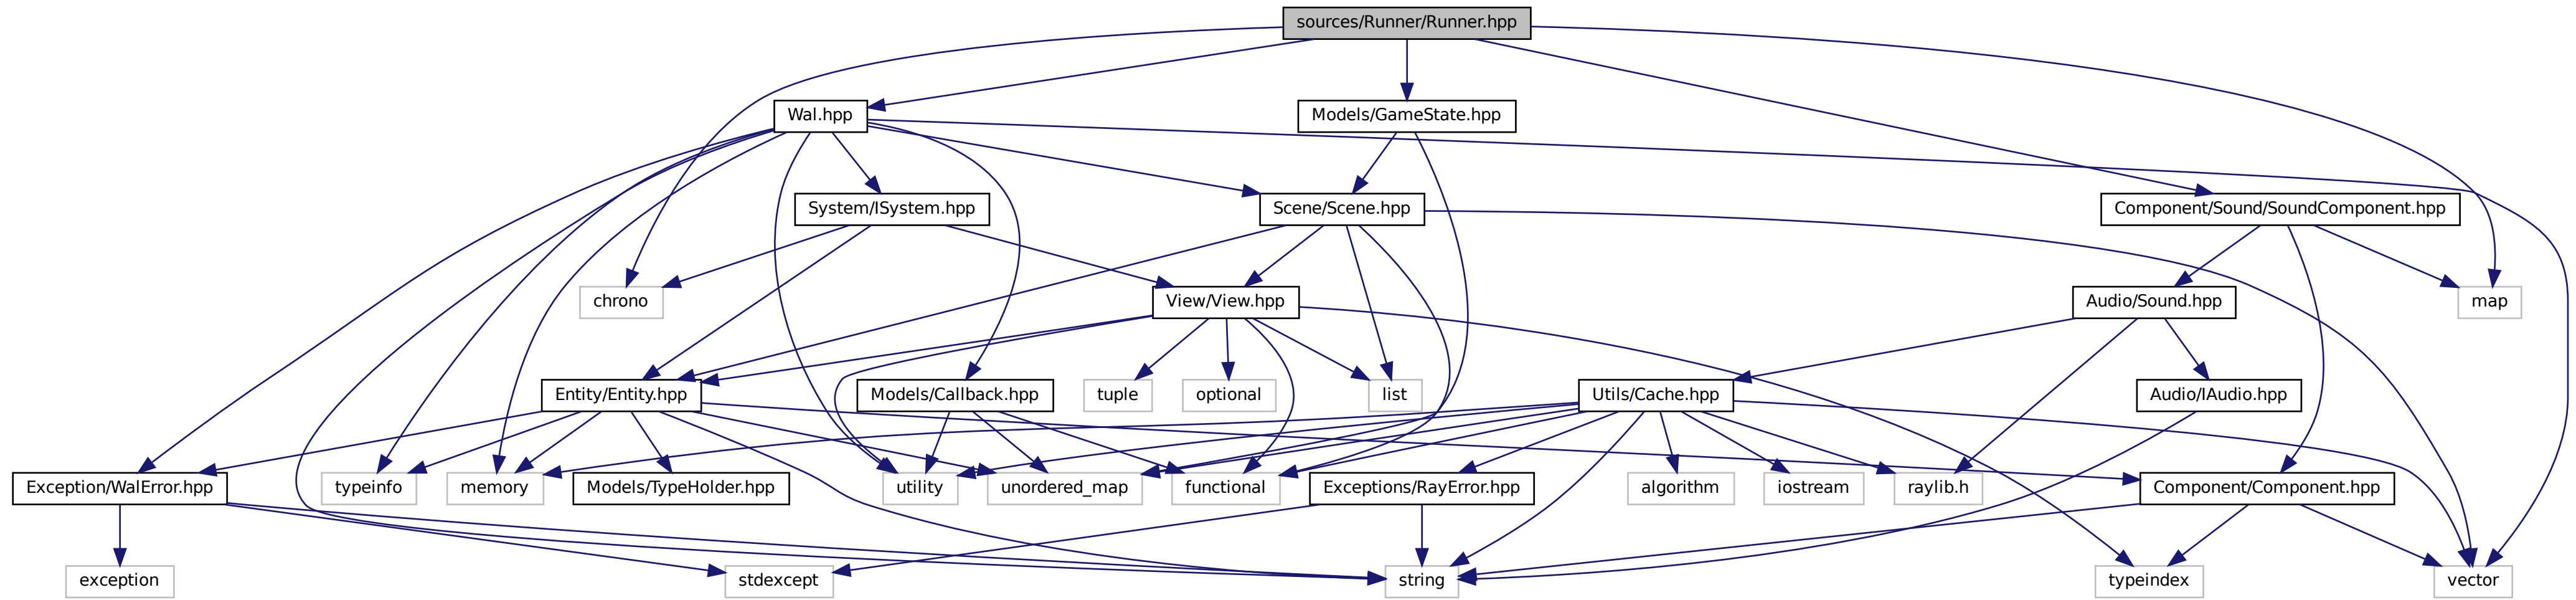 sources/Runner/Runner.hpp
Wal.hpp
Models/GameState.hpp
System/ISystem.hpp
Scene/Scene.hpp
Component/Sound/SoundComponent.hpp
chrono
View/View.hpp
Audio/Sound.hpp
map
Entity/Entity.hpp
Models/Callback.hpp
tuple
optional
list
Utils/Cache.hpp
Audio/IAudio.hpp
Exception/WalError.hpp
typeinfo
memory
Models/TypeHolder.hpp
utility
unordered_map
functional
Exceptions/RayError.hpp
algorithm
iostream
raylib.h
Component/Component.hpp
exception
stdexcept
string
typeindex
vector